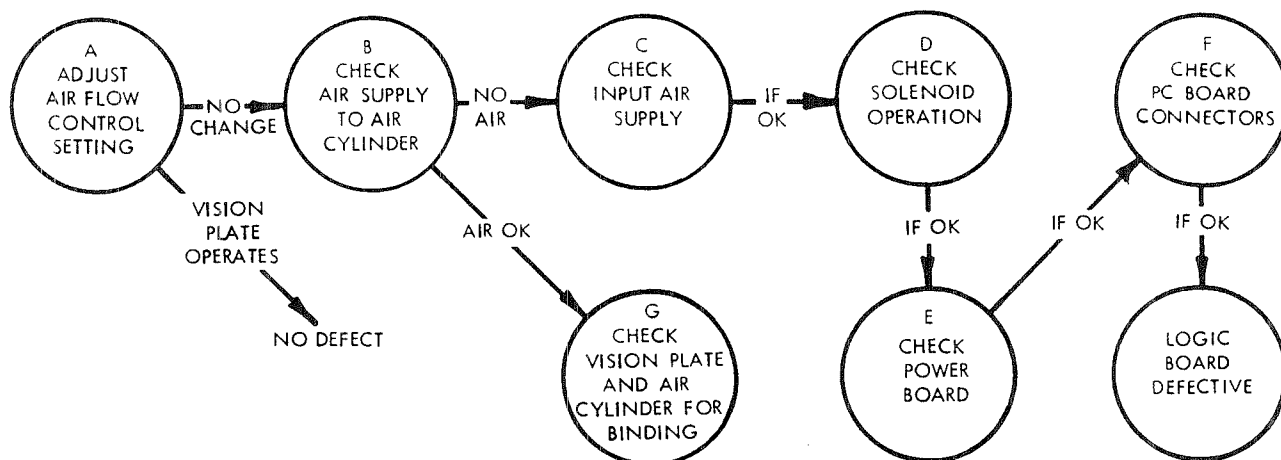 A
ADJUST
AIR FLOW
CONTROL
SETTING
NO
CHANGE
VISION
PLATE
OPERATES
NO DEFECT
B
CHECK
AIR SUPPLY
TO AIR
CYLINDER
NO
AIR
AIR OK
C
CHECK
INPUT AIR
SUPPLY
IF
OK
G
CHECK
VISION PLATE
AND AIR
CYLINDER FOR
BINDING
D
CHECK
SOLENOID
OPERATION
IF OK
E
CHECK
POWER
BOARD
IF OK
F
CHECK
PC BOARD
CONNECTORS
IF OK
LOGIC
BOARD
DEFECTIVE